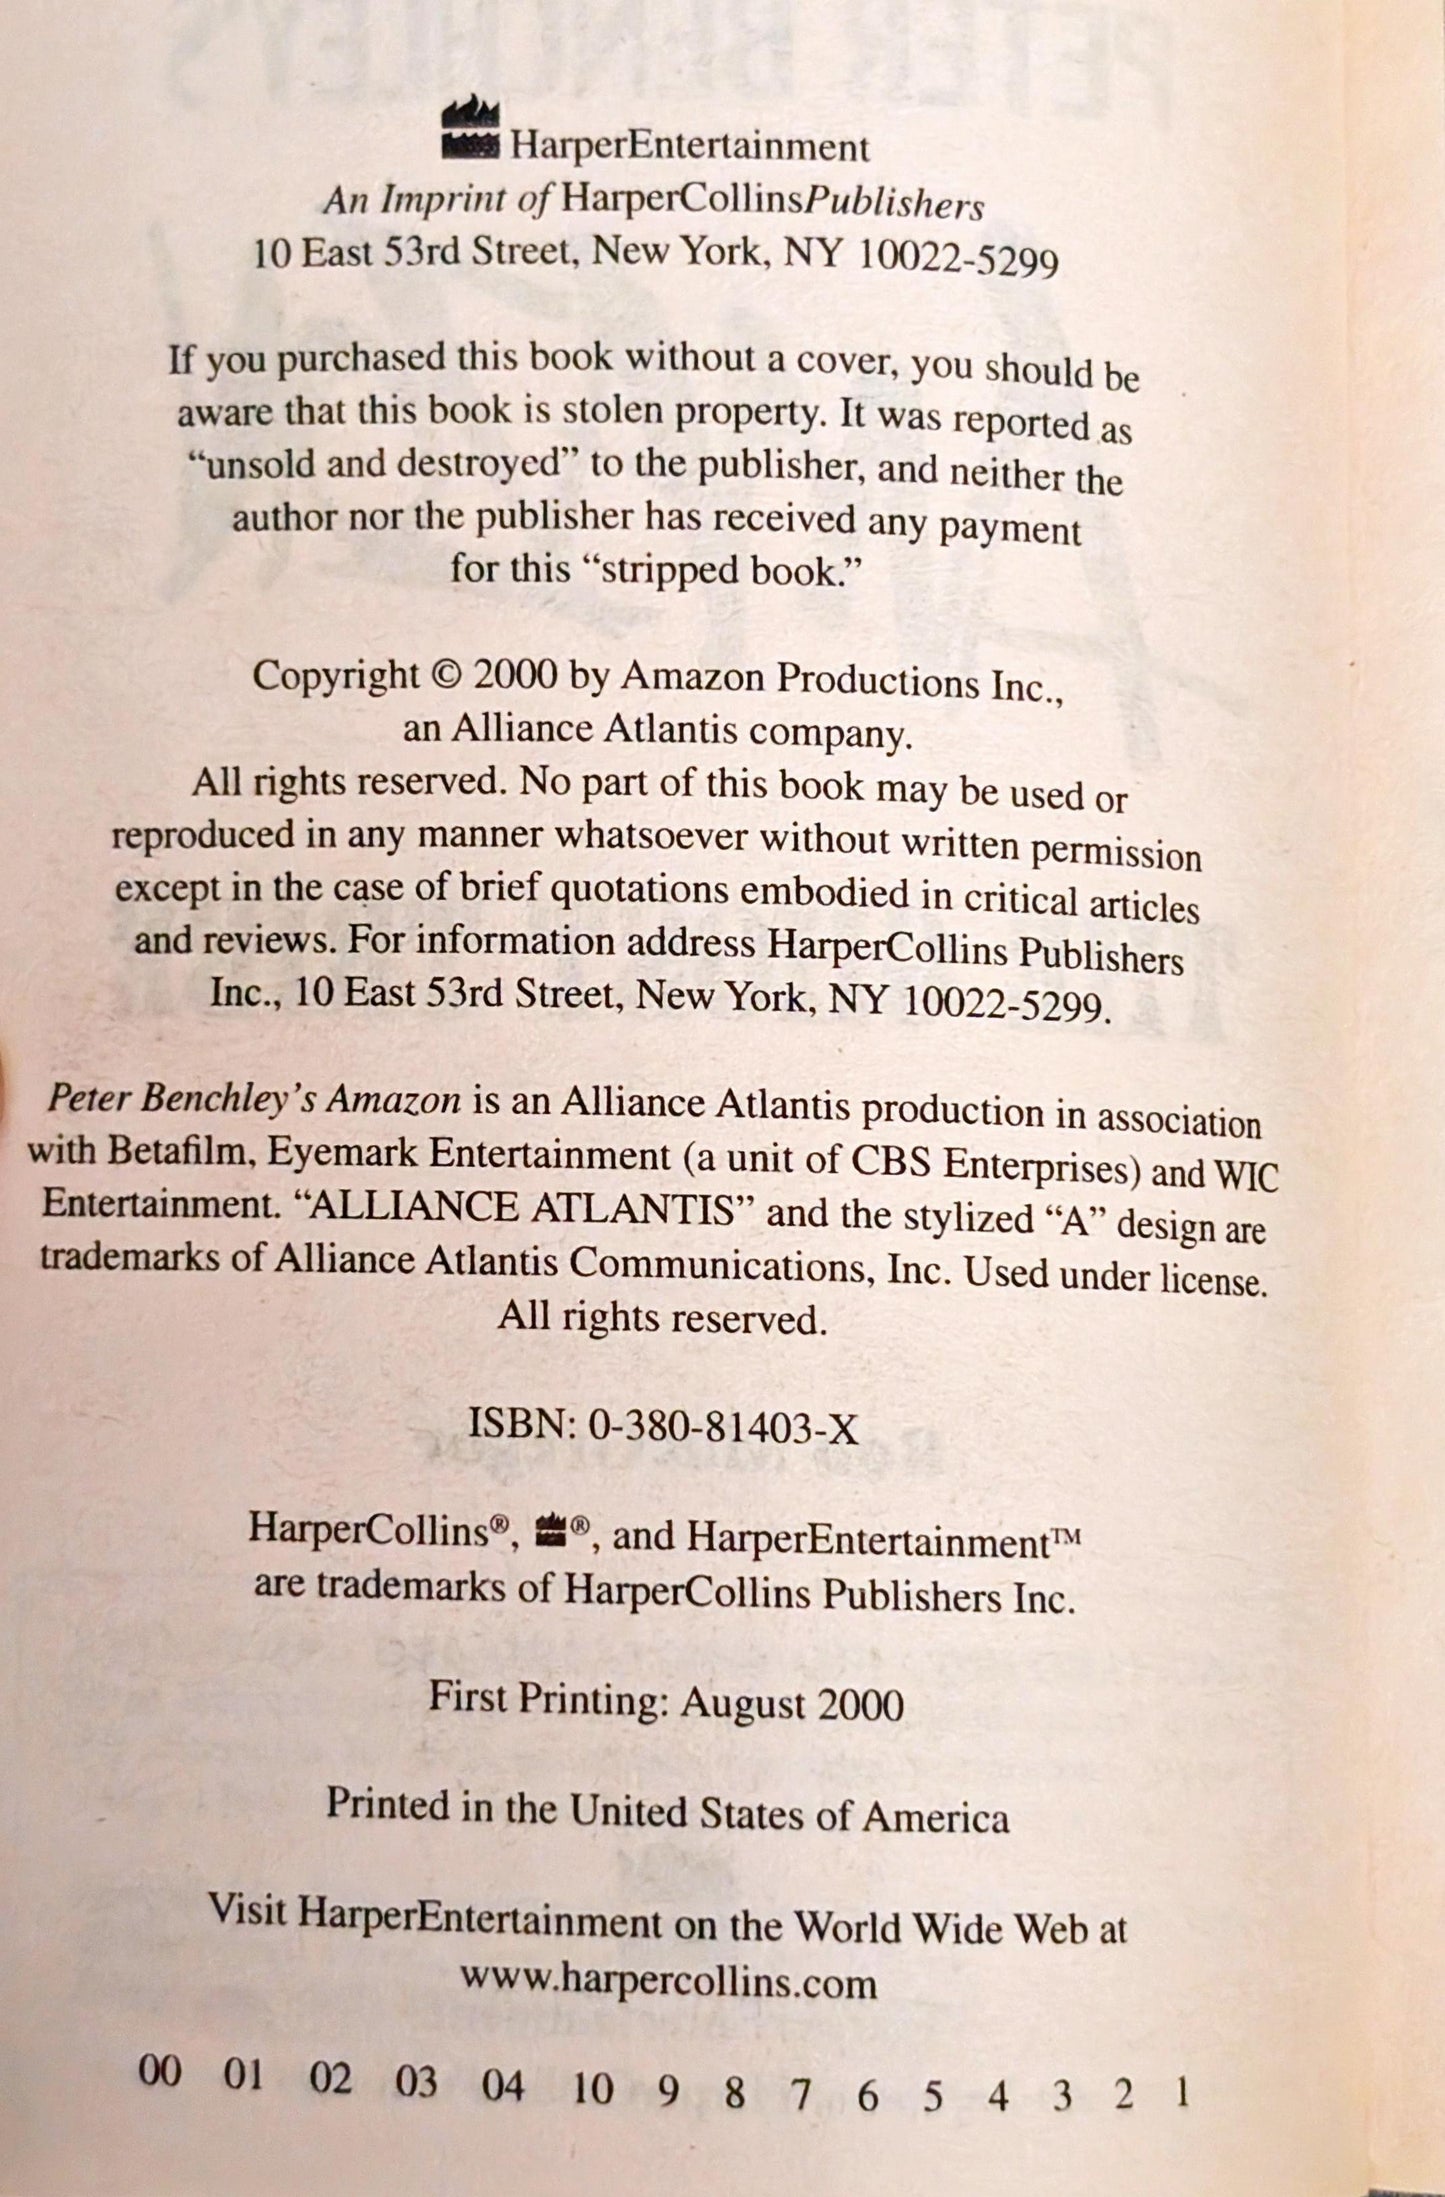 HarperEntertainment
An Imprint of HarperCollinsPublishers
10 East 53rd Street, New York, NY 10022-5299
If you purchased this book without a cover, you should be
aware that this book is stolen property. It was reported as
“unsold and destroyed” to the publisher, and neither the
author nor the publisher has received any payment
for this “stripped book.”
Copyright © 2000 by Amazon Productions Inc.,
an Alliance Atlantis company.
All rights reserved. No part of this book may be used or
reproduced in any manner whatsoever without written permission
except in the case of brief quotations embodied in critical articles
and reviews. For information address HarperCollins Publishers
Inc., 10 East 53rd Street, New York, NY 10022-5299.
Peter Benchley’s Amazon is an Alliance Atlantis production in association
with Betafilm, Eyemark Entertainment (a unit of CBS Enterprises) and WIC
Entertainment. “ALLIANCE ATLANTIS” and the stylized “A” design are
trademarks of Alliance Atlantis Communications, Inc. Used under license.
All rights reserved.
ISBN: 0-380-81403-X
HarperCollins®, ®, and HarperEntertainment™
are trademarks of HarperCollins Publishers Inc.
First Printing: August 2000
Printed in the United States of America
Visit HarperEntertainment on the World Wide Web at
www.harpercollins.com
00 01 02 03 04 10 9 8 7 6 5 4 3 2 1